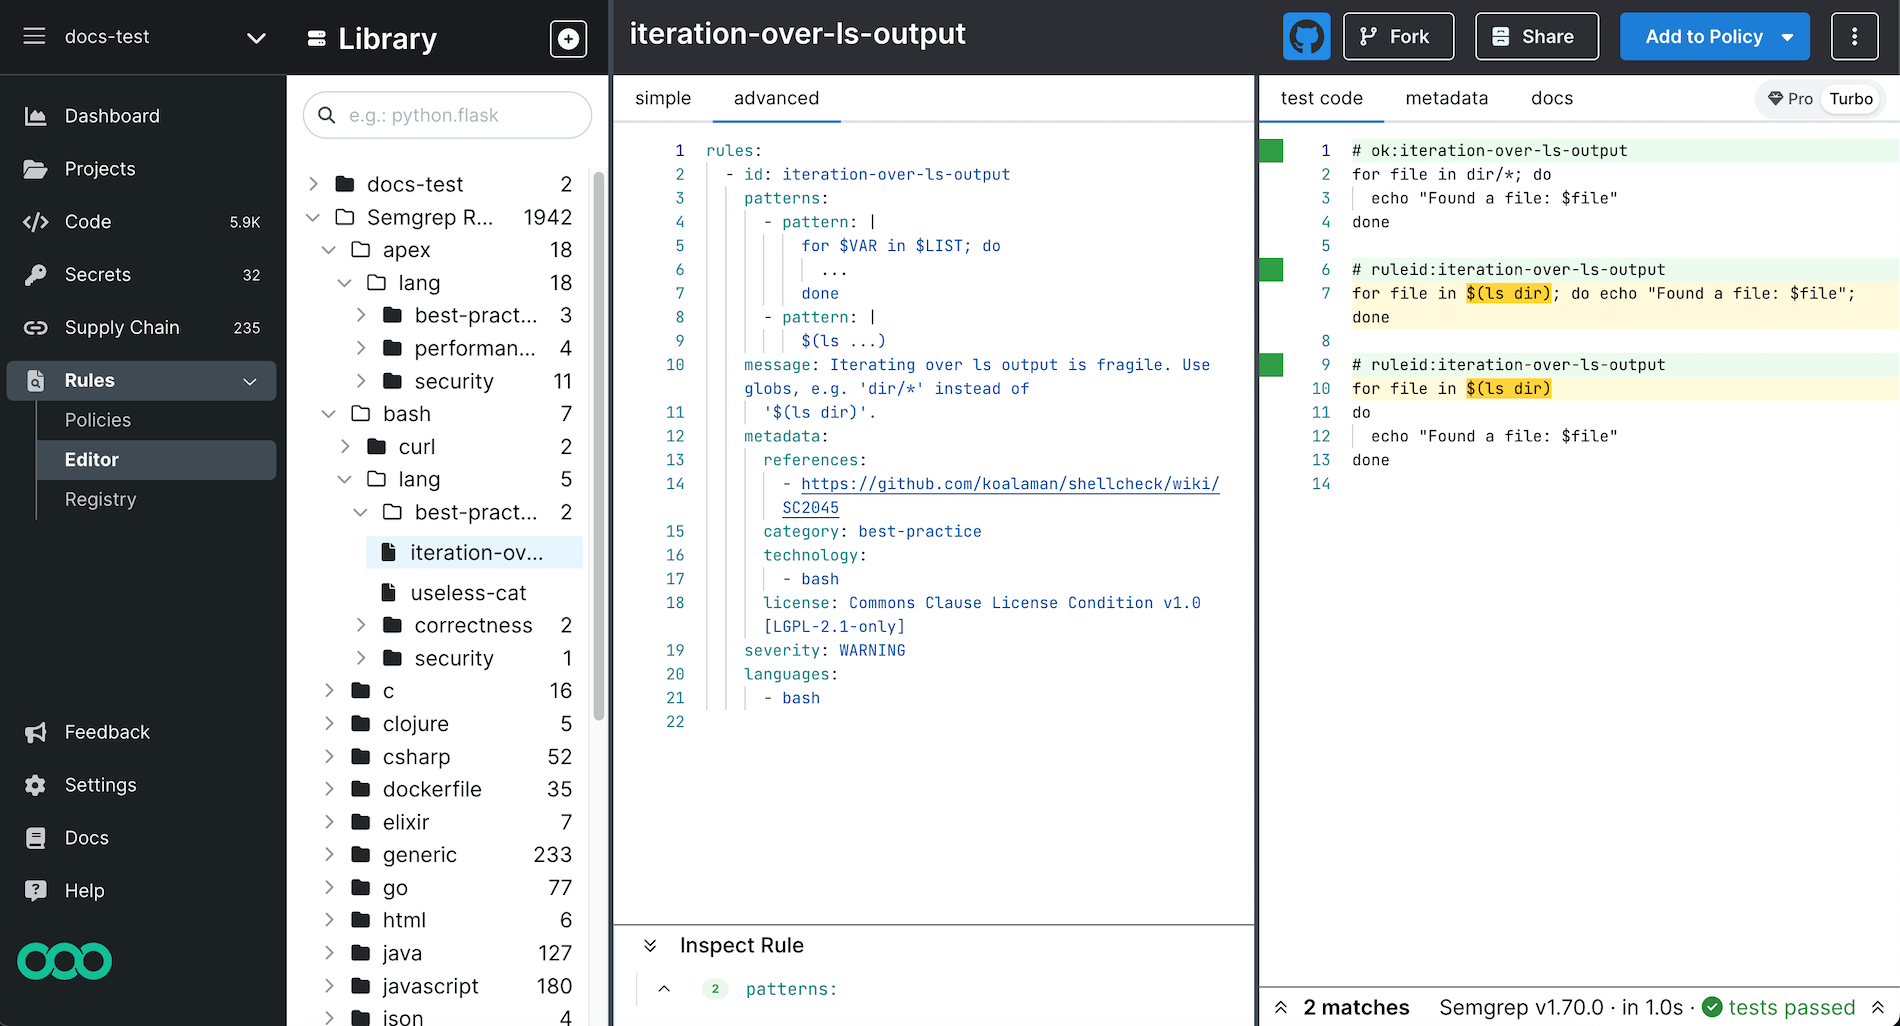 docs-test
Dashboard
Projects
Code 5.9K
Secrets 32
Supply Chain 235
Rules
Policies
Editor
Registry
Feedback
Settings
Docs
Help
Library
e.g.: python.flask
docs-test 2
Semgrep R... 1942
apex 18
lang 18
best-pract... 3
performan... 4
security 11
bash 7
curl 2
lang 5
best-pract... 2
iteration-ov...
useless-cat
correctness 2
security 1
c 16
clojure 5
csharp 52
dockerfile 35
elixir 7
generic 233
go 77
html 6
java 127
javascript 180
json 4
iteration-over-ls-output
Fork
Share
Add to Policy
simple advanced
1 rules:
2 - id: iteration-over-ls-output
3 patterns:
4 - pattern: |
5 for $VAR in $LIST; do
6 ...
7 done
8 - pattern: |
9 $(ls ...)
10 message: Iterating over ls output is fragile. Use
globs, e.g. 'dir/*' instead of
11 '$(ls dir)'.
12 metadata:
13 references:
14 - https://github.com/koalaman/shellcheck/wiki/
SC2045
15 category: best-practice
16 technology:
17 - bash
18 license: Commons Clause License Condition v1.0
[LGPL-2.1-only]
19 severity: WARNING
20 languages:
21 - bash
22
Inspect Rule
2 patterns:
test code metadata docs
Pro Turbo
1 # ok:iteration-over-ls-output
2 for file in dir/*; do
3 echo "Found a file: $file"
4 done
5
6 # ruleid:iteration-over-ls-output
7 for file in $(ls dir); do echo "Found a file: $file";
done
8
9 # ruleid:iteration-over-ls-output
10 for file in $(ls dir)
11 do
12 echo "Found a file: $file"
13 done
14
2 matches Semgrep v1.70.0 · in 1.0s · tests passed